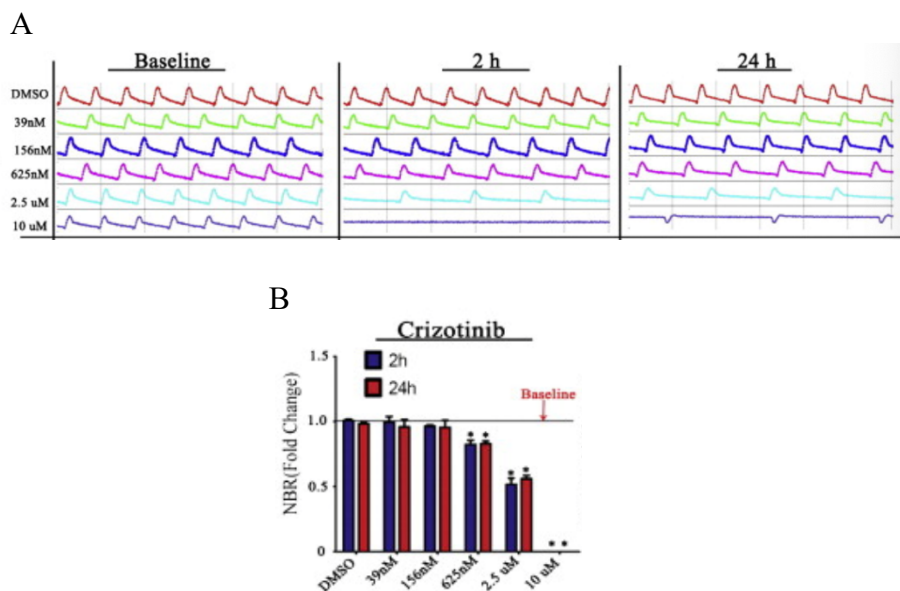 A
Baseline 2 h 24 h
DMSO
39nM
156nM
625nM
2.5 uM
10 uM
B
Crizotinib
1.5
2h
24h
Baseline
1.0
NBR(Fold Change)
* *
* *
0.5
* *
0
DMSO 39nM 156nM 625nM 2.5 uM 10 uM